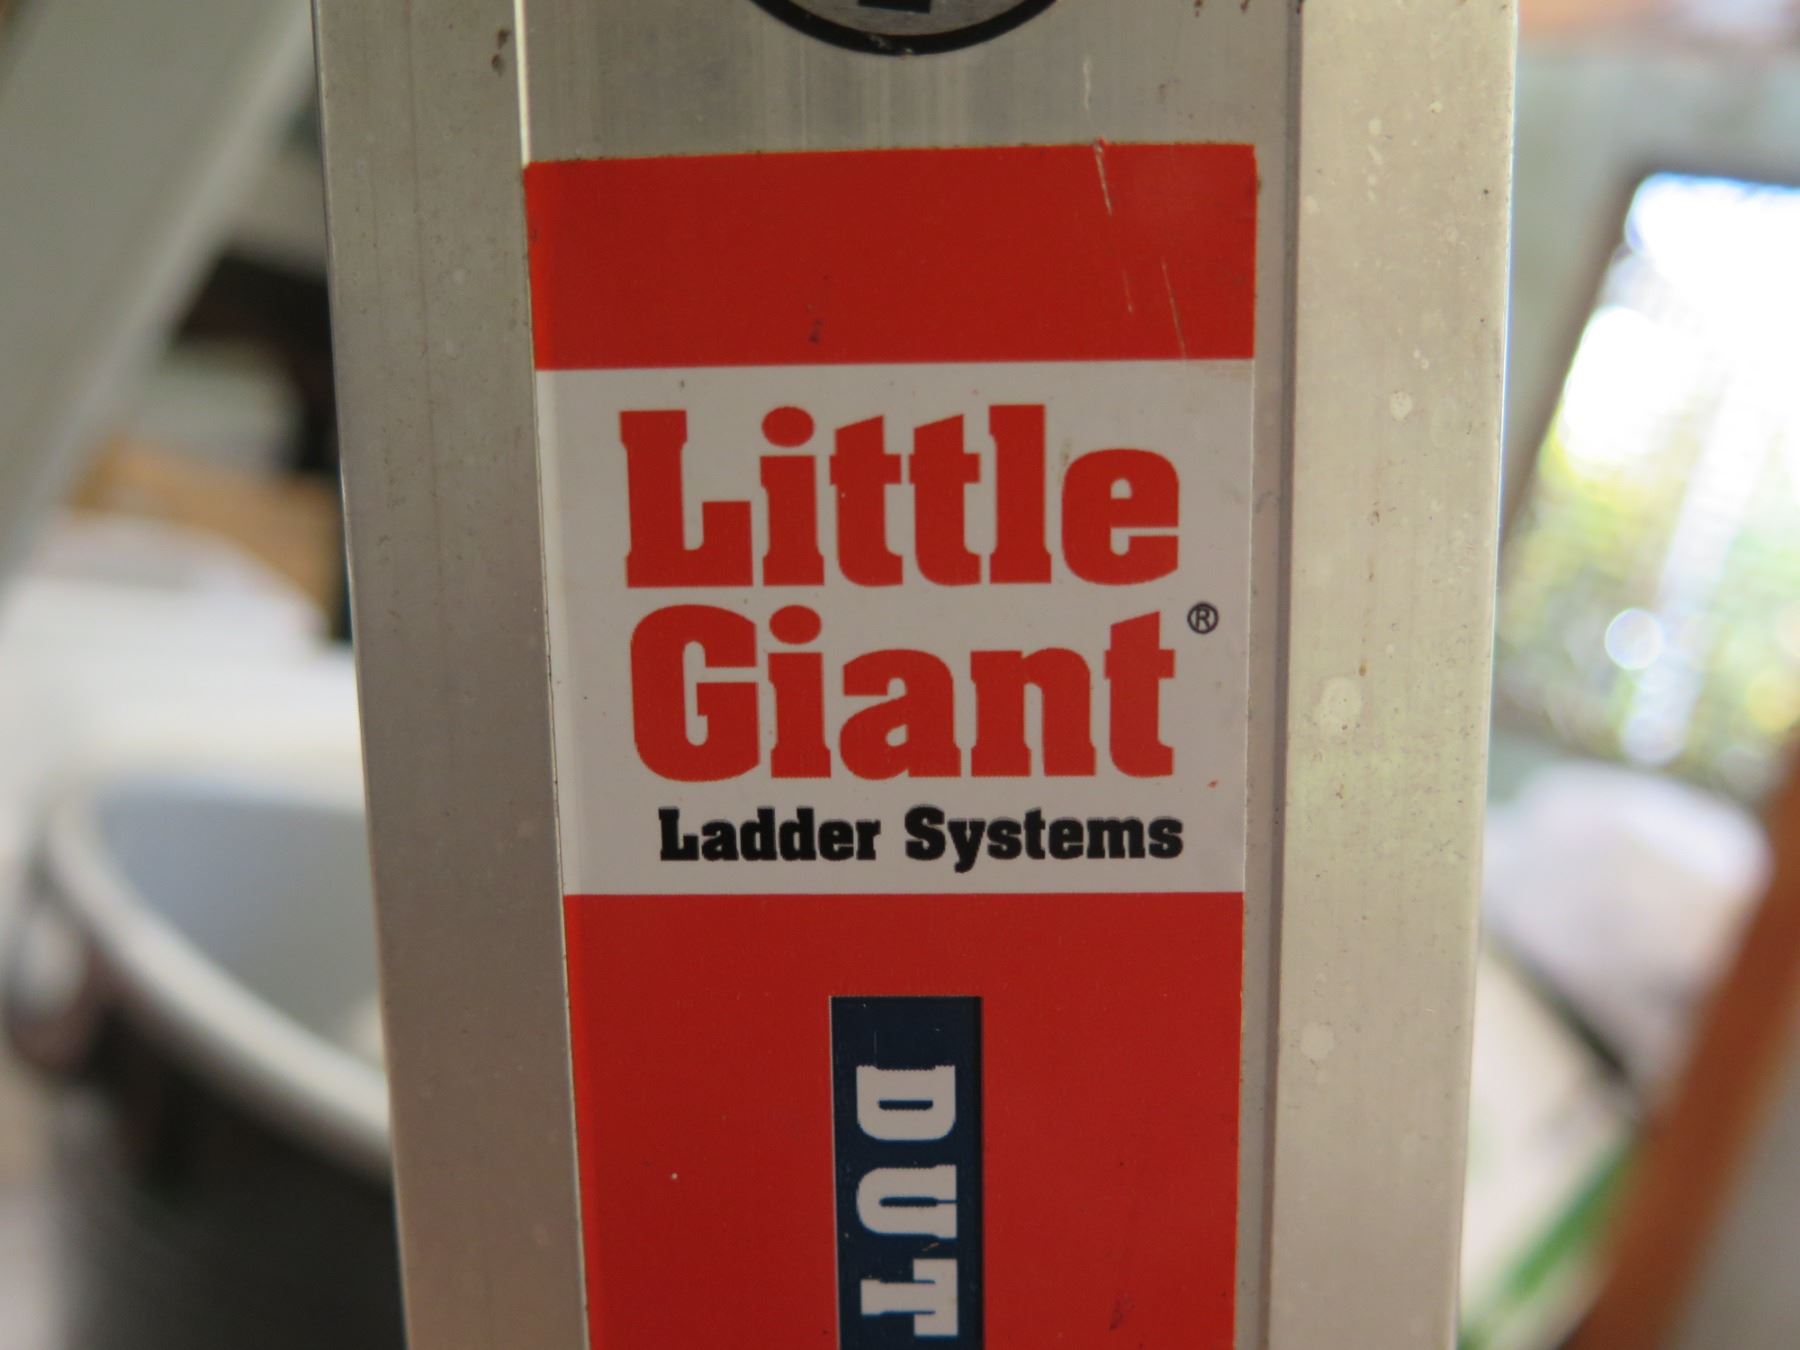 Little
Giant®
Ladder Systems
DUT